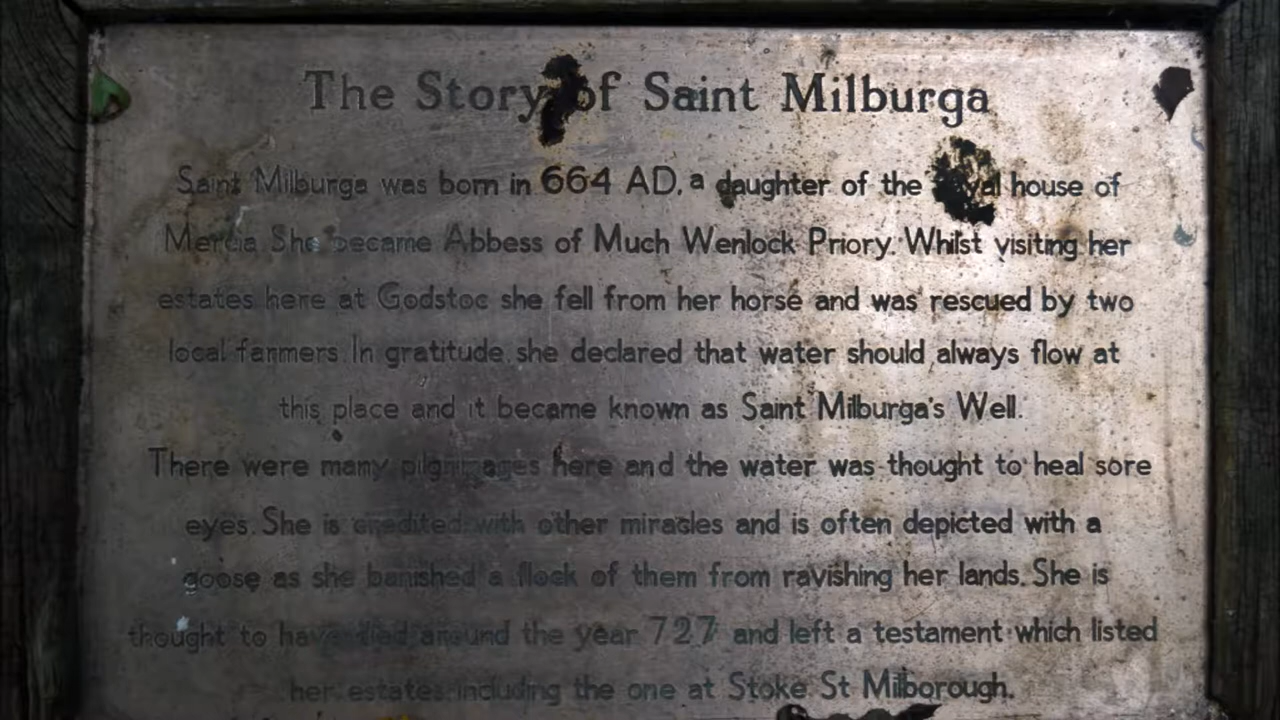 The Story of Saint Milburga
Saint Milburga was born in 664 AD, a daughter of the royal house of
Mercia She became Abbess of Much Wenlock Priory. Whilst visiting her
estates here at Godstoc she fell from her horse and was rescued by two
local farmers. In gratitude she declared that water should always flow at
this place and it became known as Saint Milburga's Well.
There were many pilgrimages here and the water was thought to heal sore
eyes. She is credited with other miracles and is often depicted with a
goose as she banished a flock of them from ravishing her lands. She is
thought to have died around the year 727 and left a testament which listed
her estates including the one at Stoke St Milborough.